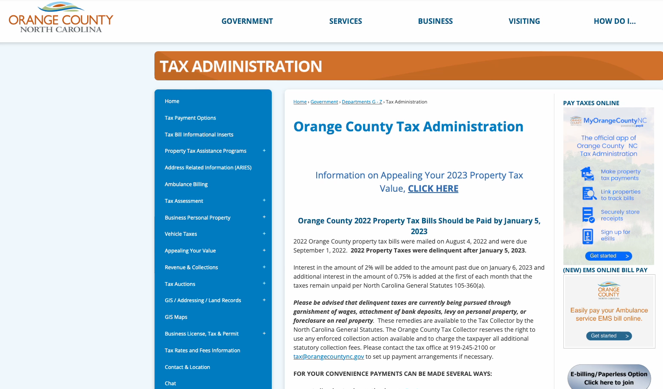 ORANGE COUNTY
NORTH CAROLINA
GOVERNMENT
SERVICES
BUSINESS
VISITING
HOW DO I...
TAX ADMINISTRATION
Home
Tax Payment Options
Tax Bill Informational Inserts
Property Tax Assistance Programs +
Address Related Information (ARIES)
Ambulance Billing
Tax Assessment +
Business Personal Property +
Vehicle Taxes +
Appealing Your Value +
Revenue & Collections +
Tax Auctions +
GIS / Addressing / Land Records +
GIS Maps
Business License, Tax & Permit +
Tax Rates and Fees Information
Contact & Location
Chat
Home › Government › Departments G - Z › Tax Administration
Orange County Tax Administration
Information on Appealing Your 2023 Property Tax
Value, CLICK HERE
Orange County 2022 Property Tax Bills Should be Paid by January 5,
2023
2022 Orange County property tax bills were mailed on August 4, 2022 and were due
September 1, 2022. 2022 Property Taxes were delinquent after January 5, 2023.
Interest in the amount of 2% will be added to the amount past due on January 6, 2023 and
additional interest in the amount of 0.75% is added at the first of each month that the
taxes remain unpaid per North Carolina General Statutes 105-360(a).
Please be advised that delinquent taxes are currently being pursued through
garnishment of wages, attachment of bank deposits, levy on personal property, or
foreclosure on real property. These remedies are available to the Tax Collector by the
North Carolina General Statutes. The Orange County Tax Collector reserves the right to
use any enforced collection available and to charge the taxpayer all additional
statutory collection fees. Please contact the tax office at 919-245-2100 or
tax@orangecountync.gov to set up payment arrangements if necessary.
FOR YOUR CONVENIENCE PAYMENTS CAN BE MADE SEVERAL WAYS:
PAY TAXES ONLINE
MyOrangeCountyNC
The official app of
Orange County NC
Tax Administration
Make property
tax payments
Link properties
to track bills
Securely store
receipts
Sign up for
eBills
Get started >
(NEW) EMS ONLINE BILL PAY
ORANGE COUNTY
NORTH CAROLINA
Easily pay your Ambulance
service EMS bill online.
Get started >
E-billing/Paperless Option
Click here to join